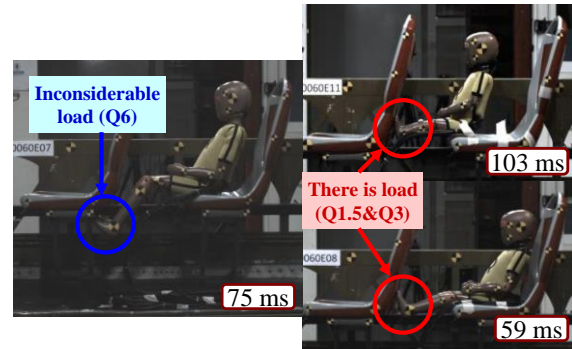 Inconsiderable
load (Q6)
0060E07
75 ms
0060E11
103 ms
There is load
(Q1.5&Q3)
0060E08
59 ms